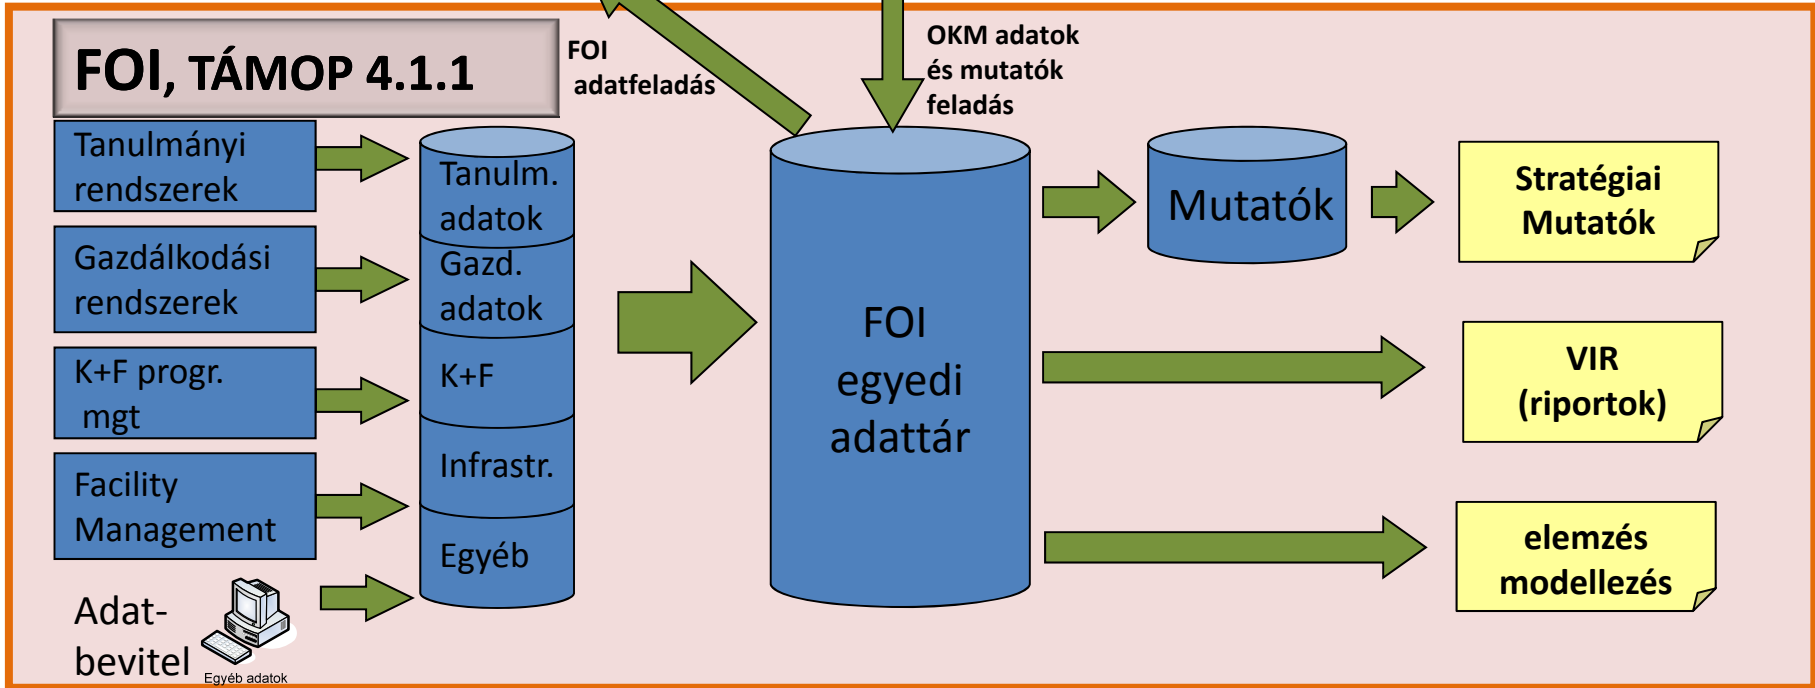 FOI, TÁMOP 4.1.1
FOI
adatfeladás
OKM adatok
és mutatók
feladás
Tanulmányi
rendszerek
Gazdálkodási
rendszerek
K+F progr.
mgt
Facility
Management
Adat-
bevitel
Egyéb adatok
Tanulm.
adatok
Gazd.
adatok
K+F
Infrastr.
Egyéb
FOI
egyedi
adattár
Mutatók
Stratégiai
Mutatók
VIR
(riportok)
elemzés
modellezés